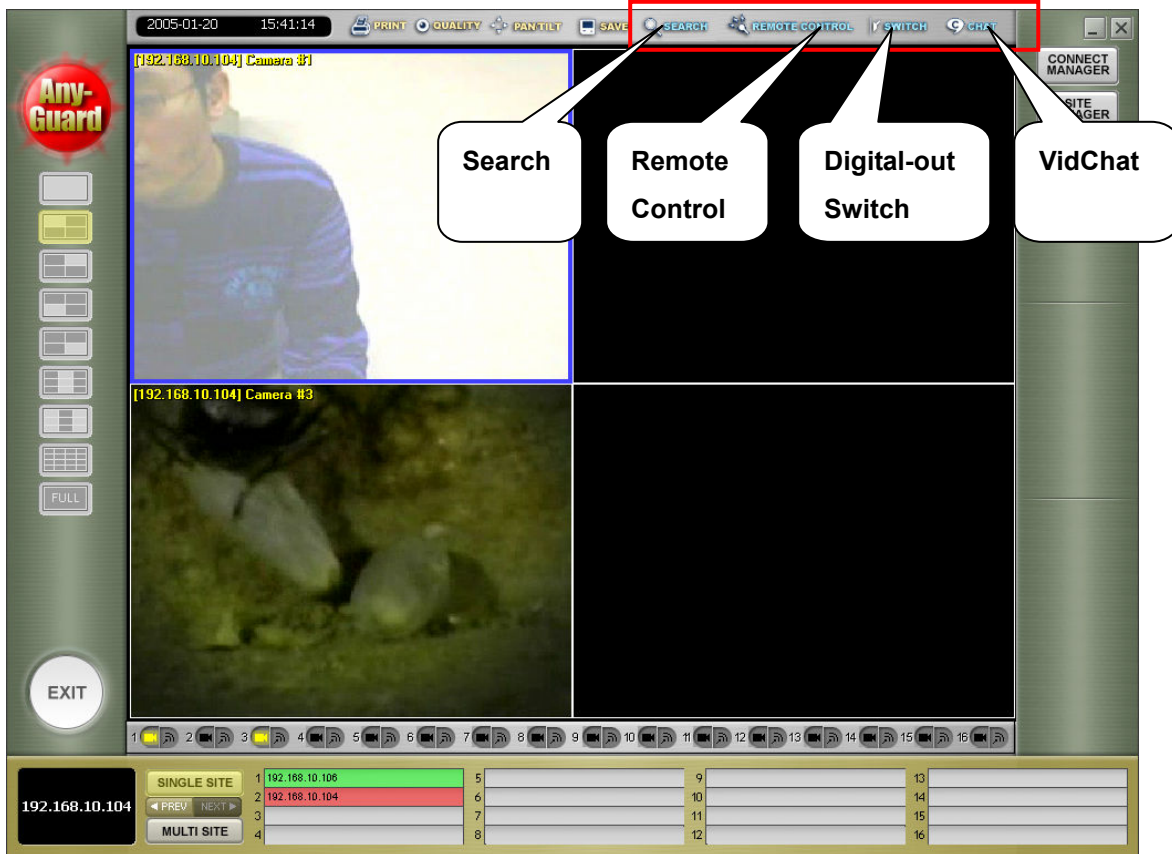 2005-01-20 15:41:14 PRINT QUALITY PAN/TILT SAVE SEARCH REMOTE CONTROL SWITCH CHAT
Any-
Guard
[192.168.10.104] Camera #1
CONNECT
MANAGER
SITE
Search
Remote
Control
Digital-out
Switch
VidChat
[192.168.10.104] Camera #3
FULL
EXIT
1 2 3 4 5 6 7 8 9 10 11 12 13 14 15 16
192.168.10.104
SINGLE SITE
PREV NEXT
MULTI SITE
1 192.168.10.106
2 192.168.10.104
3
4
5
6
7
8
9
10
11
12
13
14
15
16